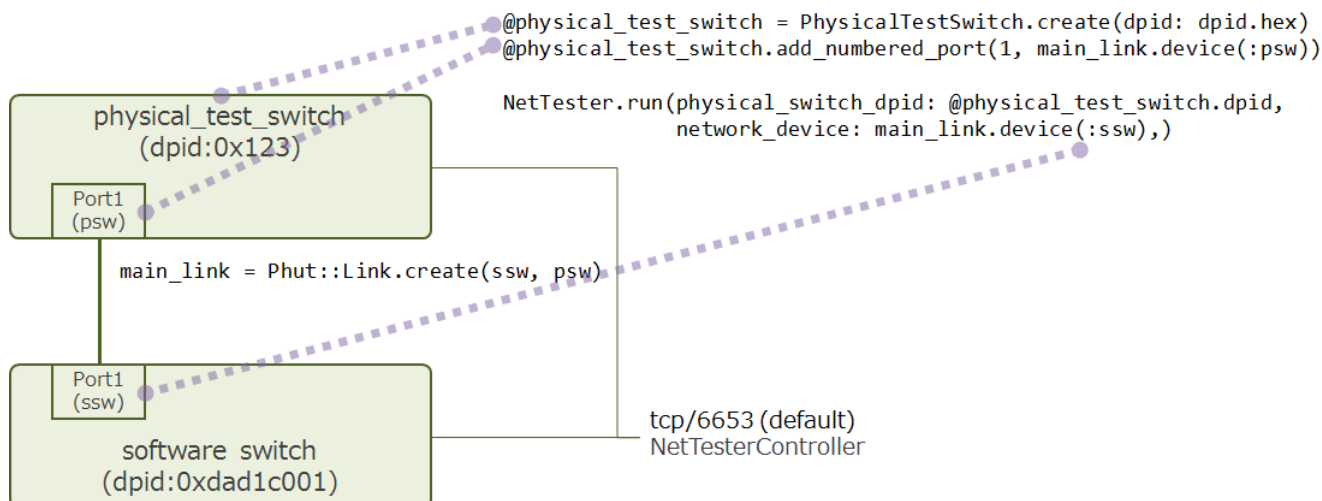 @physical_test_switch = PhysicalTestSwitch.create(dpid: dpid.hex)
@physical_test_switch.add_numbered_port(1, main_link.device(:psw))
NetTester.run(physical_switch_dpid: @physical_test_switch.dpid,
network_device: main_link.device(:ssw),)
physical_test_switch
(dpid:0x123)
Port1
(psw)
main_link = Phut::Link.create(ssw, psw)
Port1
(ssw)
software switch
(dpid:0xdad1c001)
tcp/6653 (default)
NetTesterController